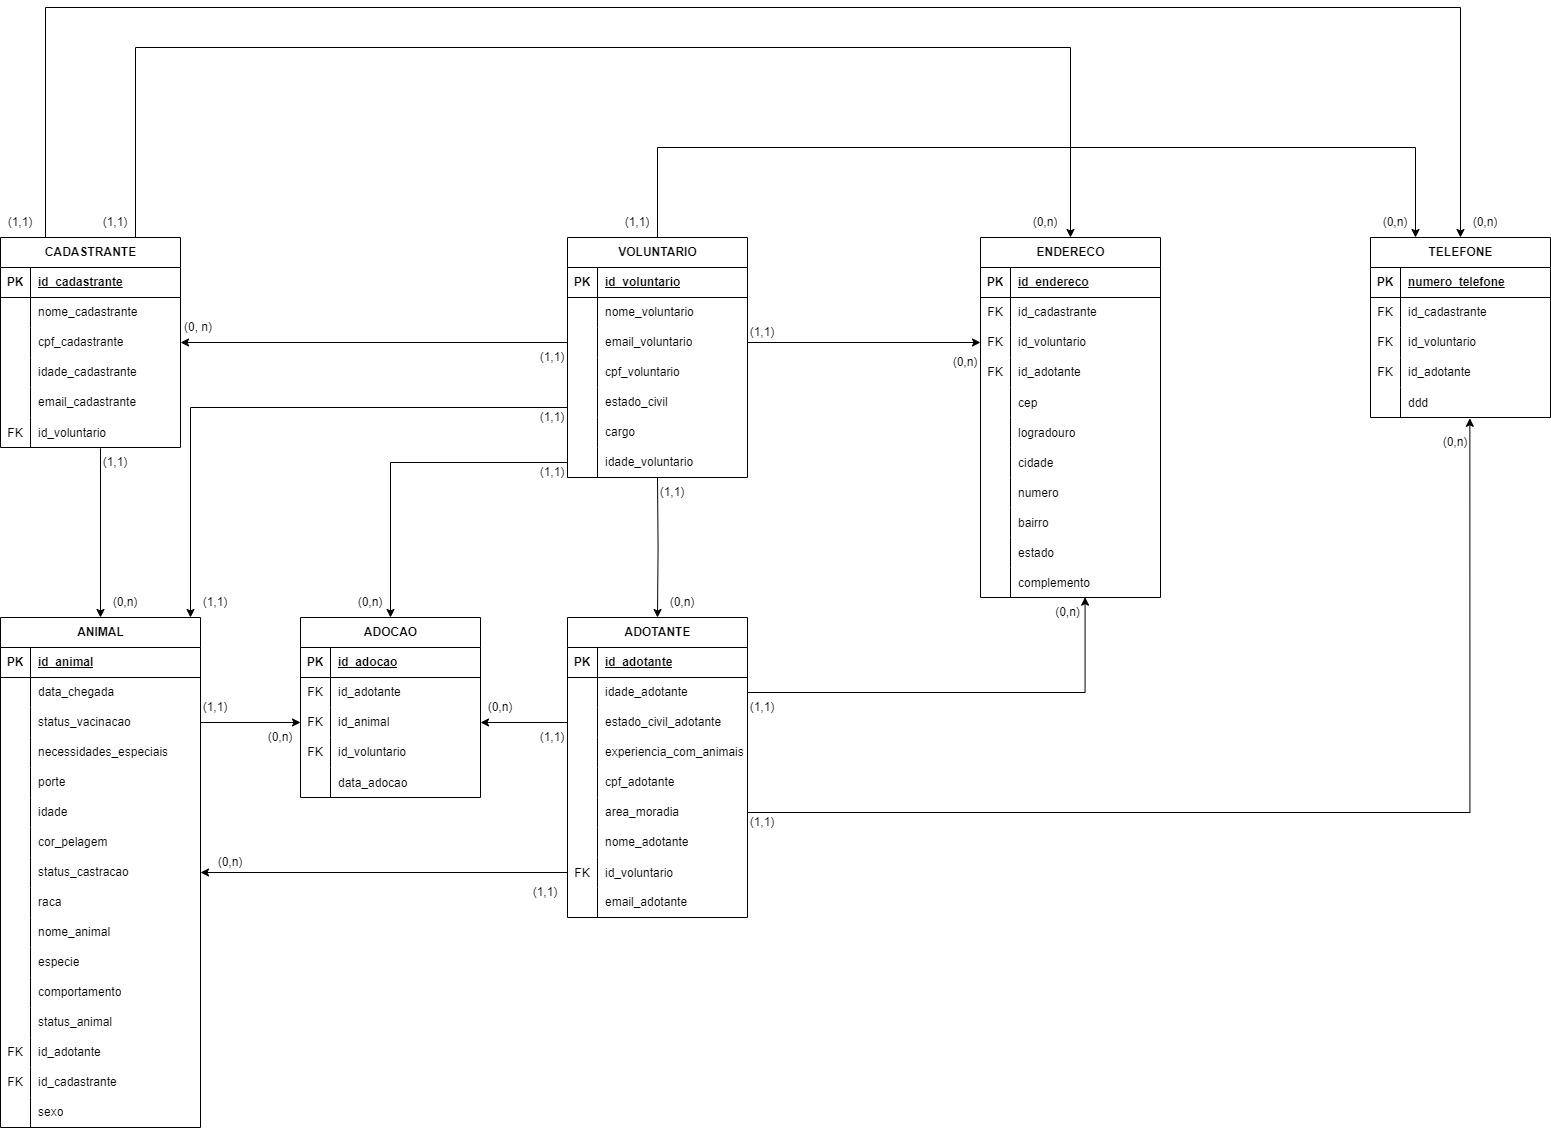 (1,1)
(1,1)
(1,1)
(0,n)
(0,n)
(0,n)
CADASTRANTE
PK id_cadastrante
nome_cadastrante
cpf_cadastrante
idade_cadastrante
email_cadastrante
FK id_voluntario
(0, n)
(1,1)
(1,1)
(1,1)
(1,1)
VOLUNTARIO
PK id_voluntario
nome_voluntario
email_voluntario
cpf_voluntario
estado_civil
cargo
idade_voluntario
(1,1)
(1,1)
(0,n)
ENDERECO
PK id_endereco
FK id_cadastrante
FK id_voluntario
FK id_adotante
cep
logradouro
cidade
numero
bairro
estado
complemento
(0,n)
TELEFONE
PK numero_telefone
FK id_cadastrante
FK id_voluntario
FK id_adotante
ddd
(0,n)
(0,n)
(1,1)
(0,n)
(0,n)
ANIMAL
PK id_animal
data_chegada
status_vacinacao
necessidades_especiais
porte
idade
cor_pelagem
status_castracao
raca
nome_animal
especie
comportamento
status_animal
FK id_adotante
FK id_cadastrante
sexo
(1,1)
(0,n)
ADOCAO
PK id_adocao
FK id_adotante
FK id_animal
FK id_voluntario
data_adocao
(0,n)
(1,1)
(0,n)
(1,1)
ADOTANTE
PK id_adotante
idade_adotante
estado_civil_adotante
experiencia_com_animais
cpf_adotante
area_moradia
nome_adotante
FK id_voluntario
email_adotante
(1,1)
(1,1)